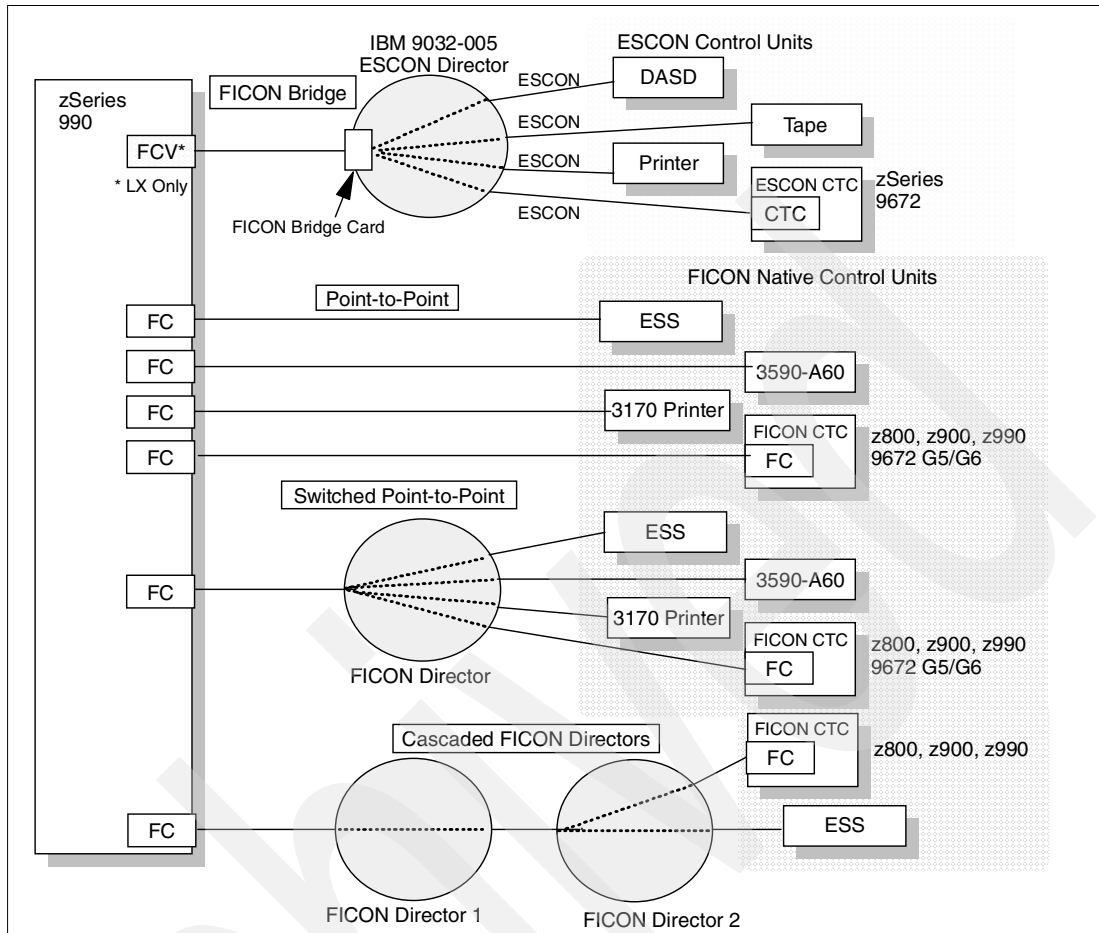 IBM 9032-005
ESCON Director
ESCON Control Units
zSeries
990
FICON Bridge
ESCON
DASD
ESCON
Tape
FCV*
ESCON
Printer
* LX Only
ESCON CTC
CTC
zSeries
9672
ESCON
FICON Bridge Card
FICON Native Control Units
Point-to-Point
FC
ESS
FC
3590-A60
FC
3170 Printer
FC
FICON CTC
FC
z800, z900, z990
9672 G5/G6
Switched Point-to-Point
ESS
FC
3590-A60
3170 Printer
FICON CTC
FC
z800, z900, z990
9672 G5/G6
FICON Director
Cascaded FICON Directors
FICON CTC
FC
z800, z900, z990
FC
ESS
FICON Director 1
FICON Director 2